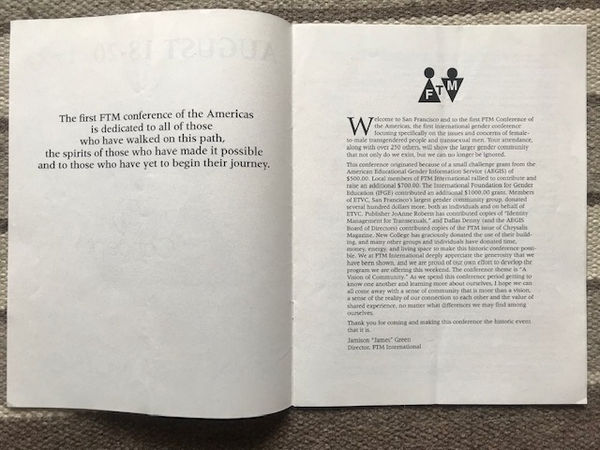 AUGUST 18-20
The first FTM conference of the Americas
is dedicated to all of those
who have walked on this path,
the spirits of those who have made it possible
and to those who have yet to begin their journey.
FTM
Welcome to San Francisco and to the first FTM Conference of
the Americas, the first international gender conference
focusing specifically on the issues and concerns of female-
to-male transgendered people and transsexual men. Your attendance,
along with over 250 others, will show the larger gender community
that not only do we exist, but we can no longer be ignored.
This conference originated because of a small challenge grant from the
American Educational Gender Information Service (AEGIS) of
$500.00. Local members of FTM International rallied to contribute and
raise an additional $700.00. The International Foundation for Gender
Education (IFGE) contributed an additional $1000.00 grant. Members
of ETVC, San Francisco's largest gender community group, donated
several hundred dollars more, both as individuals and on behalf of
ETVC. Publisher JoAnne Roberts has contributed copies of "Identity
Management for Transsexuals," and Dallas Denny (and the AEGIS
Board of Directors) contributed copies of the FTM issue of Chrysalis
Magazine. New College has graciously donated the use of their build-
ing, and many other groups and individuals have donated time,
money, energy, and living space to make this historic conference possi-
ble. We at FTM International deeply appreciate the generosity that we
have been shown, and we are proud of our own effort to develop the
program we are offering this weekend. The conference theme is "A
Vision of Community." As we spend this conference period getting to
know one another and learning more about ourselves, I hope we can
all come away with a sense of community that is more than a vision,
a sense of the reality of our connection to each other and the value of
shared experience, no matter what differences we may find among
ourselves.
Thank you for coming and making this conference the historic event
that it is.
Jamison "James" Green
Director, FTM International